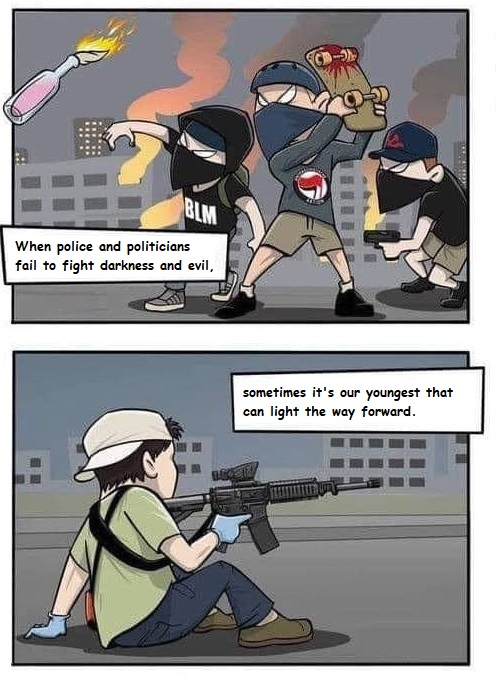 BLM
When police and politicians
fail to fight darkness and evil,
sometimes it's our youngest that
can light the way forward.